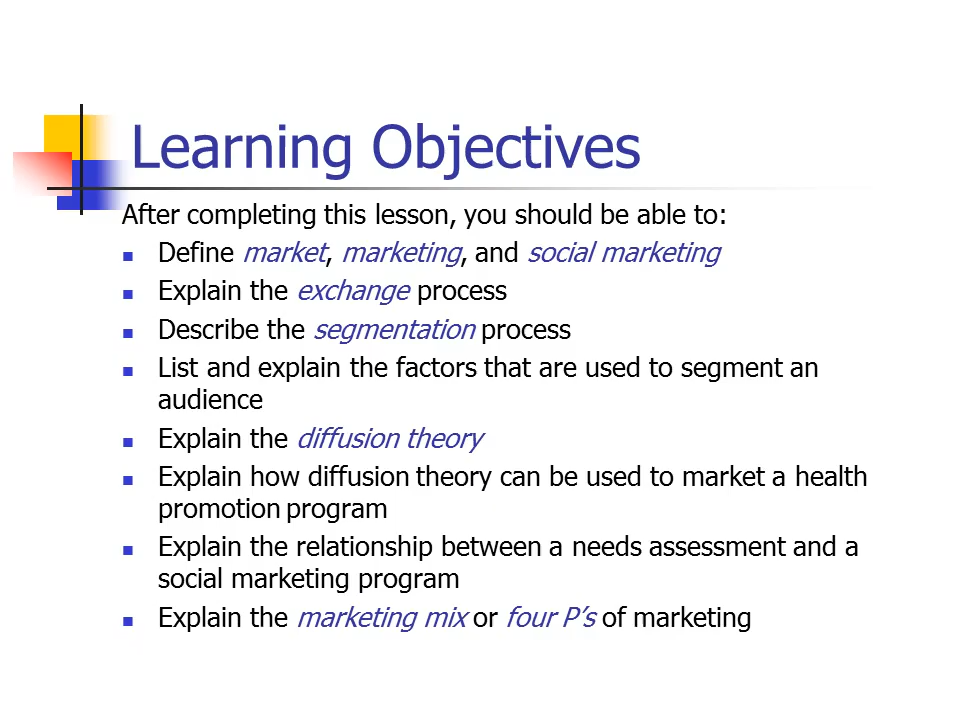 Learning Objectives
After completing this lesson, you should be able to:
Define market, marketing, and social marketing
Explain the exchange process
Describe the segmentation process
List and explain the factors that are used to segment an
audience
Explain the diffusion theory
Explain how diffusion theory can be used to market a health
promotion program
Explain the relationship between a needs assessment and a
social marketing program
Explain the marketing mix or four P’s of marketing